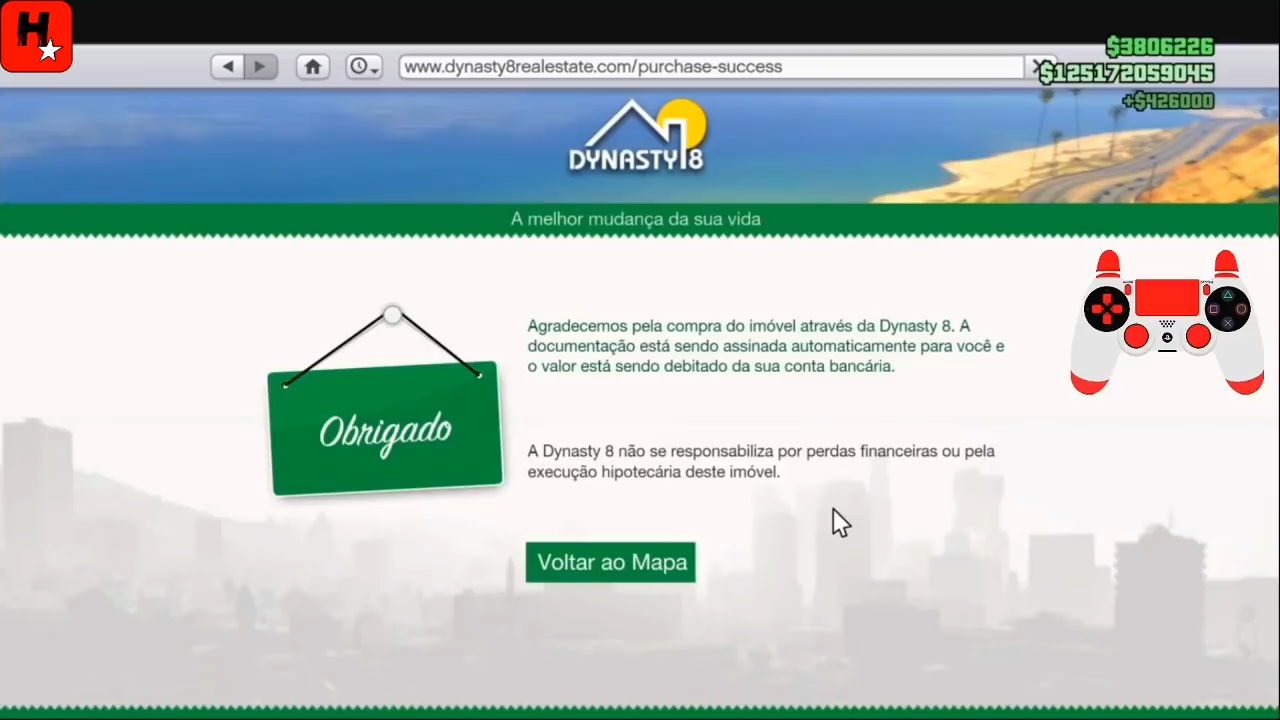 H
$3806226
www.dynasty8realestate.com/purchase-success
$125172059045
+$426000
DYNASTY 8
A melhor mudança da sua vida
Agradecemos pela compra do imóvel através da Dynasty 8. A
documentação está sendo assinada automaticamente para você e
o valor está sendo debitado da sua conta bancária.
Obrigado
A Dynasty 8 não se responsabiliza por perdas financeiras ou pela
execução hipotecária deste imóvel.
Voltar ao Mapa